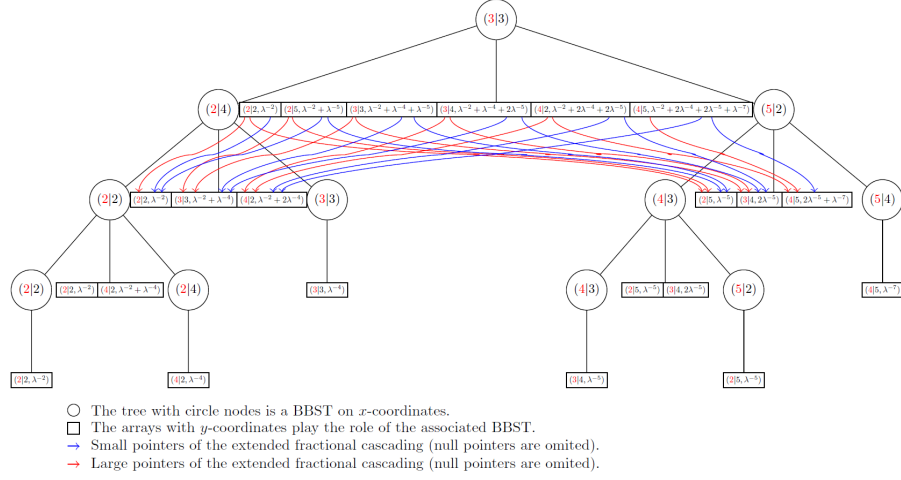 (3|3)
(2|4) (2|2, λ⁻²) (2|5, λ⁻² + λ⁻⁵) (3|3, λ⁻² + λ⁻⁴ + λ⁻⁵) (3|4, λ⁻² + λ⁻⁴ + 2λ⁻⁵) (4|2, λ⁻² + 2λ⁻⁴ + 2λ⁻⁵) (4|5, λ⁻² + 2λ⁻⁴ + 2λ⁻⁵ + λ⁻⁷) (5|2)
(2|2) (2|2, λ⁻²) (3|3, λ⁻² + λ⁻⁴) (4|2, λ⁻² + 2λ⁻⁴) (3|3) (4|3) (2|5, λ⁻⁵) (3|4, 2λ⁻⁵) (4|5, 2λ⁻⁵ + λ⁻⁷) (5|4)
(2|2) (2|2, λ⁻²) (4|2, λ⁻² + λ⁻⁴) (2|4) (3|3, λ⁻⁴) (4|3) (2|5, λ⁻⁵) (3|4, 2λ⁻⁵) (5|2) (4|5, λ⁻⁷)
(2|2, λ⁻²) (4|2, λ⁻⁴) (3|4, λ⁻⁵) (2|5, λ⁻⁵)
The tree with circle nodes is a BBST on x-coordinates.
The arrays with y-coordinates play the role of the associated BBST.
Small pointers of the extended fractional cascading (null pointers are omited).
Large pointers of the extended fractional cascading (null pointers are omited).